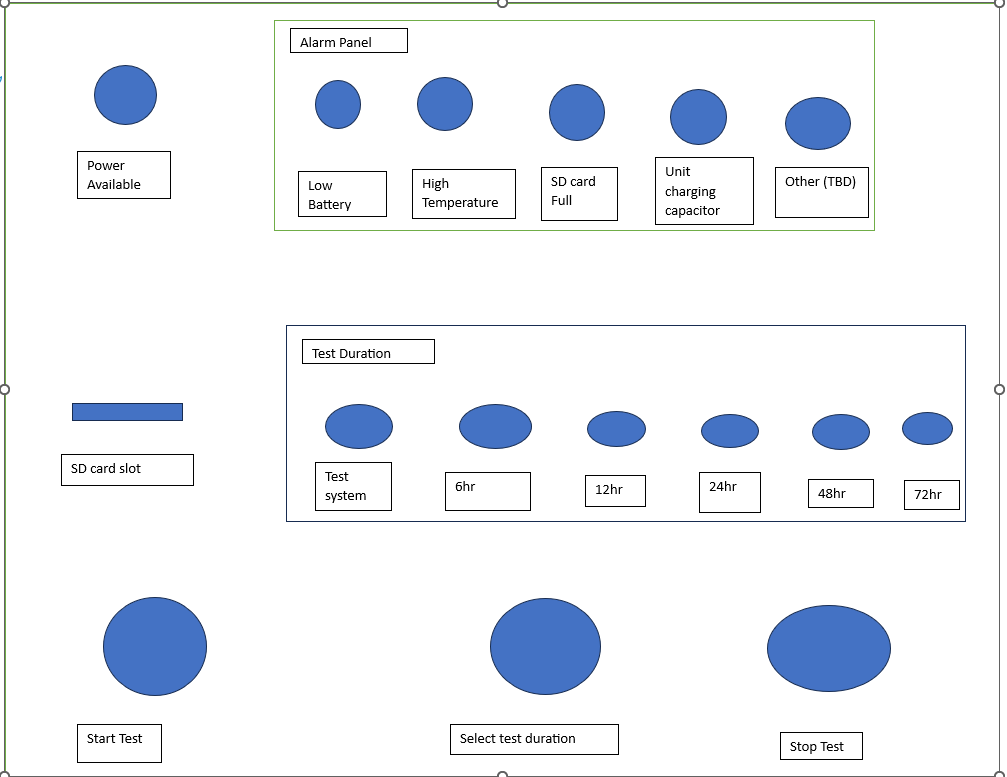 Alarm Panel
Power
Available
Low
Battery
High
Temperature
SD card
Full
Unit
charging
capacitor
Other (TBD)
Test Duration
SD card slot
Test
system
6hr
12hr
24hr
48hr
72hr
Start Test
Select test duration
Stop Test